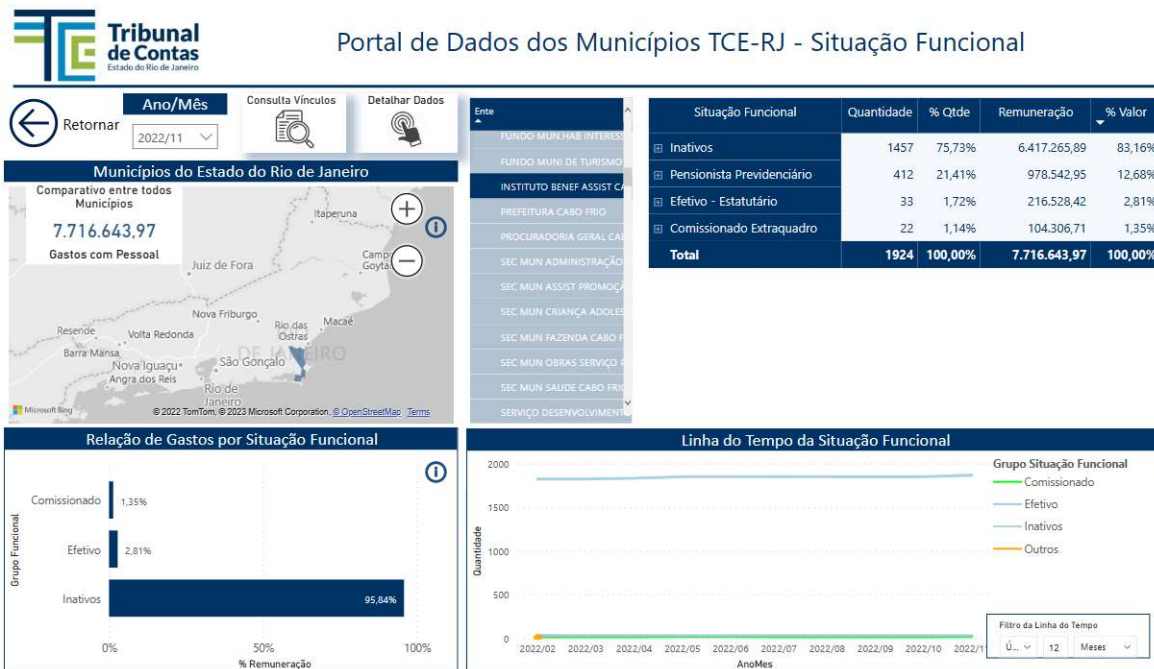 Tribunal
de Contas
Estado do Rio de Janeiro
Portal de Dados dos Municípios TCE-RJ - Situação Funcional
Retornar
Ano/Mês
2022/11
Consulta Vínculos
Detalhar Dados
Municípios do Estado do Rio de Janeiro
Comparativo entre todos
Municípios
7.716.643,97
Gastos com Pessoal
Itaperuna
Juiz de Fora
Goyta
Nova Friburgo
Rio das
Ostras
Macaé
Resende
Volta Redonda
Barra Mansa
Nova Iguaçu
São Gonçalo
DE JANEIRO
Angra dos Reis
Rio de
Janeiro
Microsoft Bing
© 2022 TomTom, © 2023 Microsoft Corporation, © OpenStreetMap Terms
Ente
FUNDO MUN.HAB INTERESS
FUNDO MUNI DE TURISMO
INSTITUTO BENEF ASSIST CA
PREFEITURA CABO FRIO
PROCURADORIA GERAL CA
SEC MUN ADMINISTRAÇÃO
SEC MUN ASSIST PROMOÇ
SEC MUN CRIANÇA ADOLES
SEC MUN FAZENDA CABO F
SEC MUN OBRAS SERVIÇO
SEC MUN SAUDE CABO FRI
SERVIÇO DESENVOLVIMENT
Situação Funcional Quantidade % Qtde Remuneração % Valor
Inativos 1457 75,73% 6.417.265,89 83,16%
Pensionista Previdenciário 412 21,41% 978.542,95 12,68%
Efetivo - Estatutário 33 1,72% 216.528,42 2,81%
Comissionado Extraquadro 22 1,14% 104.306,71 1,35%
Total 1924 100,00% 7.716.643,97 100,00%
Relação de Gastos por Situação Funcional
Grupo Funcional
Comissionado 1,35%
Efetivo 2,81%
Inativos 95,84%
0% 50% 100%
% Remuneração
Linha do Tempo da Situação Funcional
Quantidade
2000
1500
1000
500
0
2022/02 2022/03 2022/04 2022/05 2022/06 2022/07 2022/08 2022/09 2022/10 2022/1
AnoMes
Grupo Situação Funcional
Comissionado
Efetivo
Inativos
Outros
Filtro da Linha do Tempo
Ú... 12 Meses